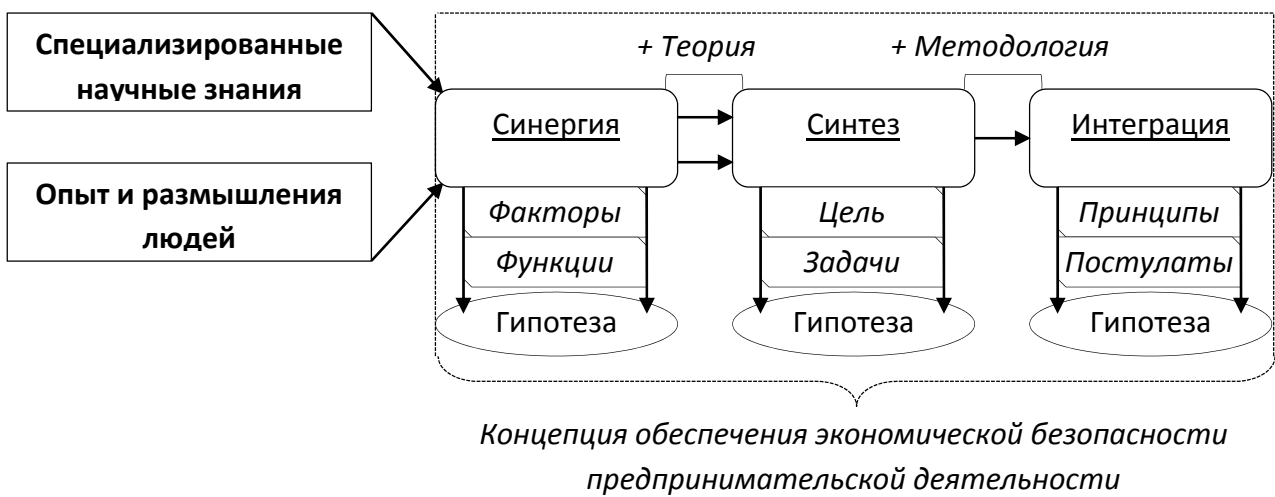 Специализированные
научные знания
Опыт и размышления
людей
+ Теория
+ Методология
Синергия
Синтез
Интеграция
Факторы
Цель
Принципы
Функции
Задачи
Постулаты
Гипотеза
Гипотеза
Гипотеза
Концепция обеспечения экономической безопасности
предпринимательской деятельности